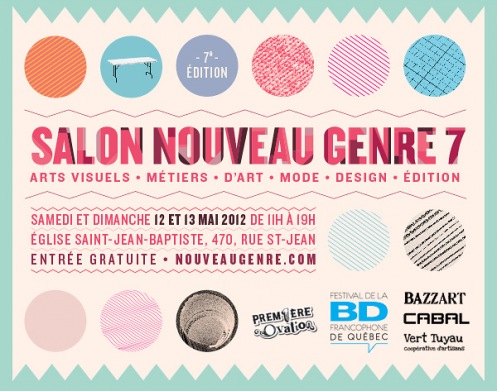 - 7e -
ÉDITION
SALON NOUVEAU GENRE 7
ARTS VISUELS • MÉTIERS • D'ART • MODE • DESIGN • ÉDITION
SAMEDI ET DIMANCHE 12 ET 13 MAI 2012 DE 11H À 19H
ÉGLISE SAINT-JEAN-BAPTISTE, 470, RUE ST-JEAN
ENTRÉE GRATUITE • NOUVEAUGENRE.COM
PREMIÈRE
Ovation
FESTIVAL DE LA
BD
FRANCOPHONE
DE QUÉBEC
BAZZART
CABAL
Vert Tuyau
coopérative d'artisans